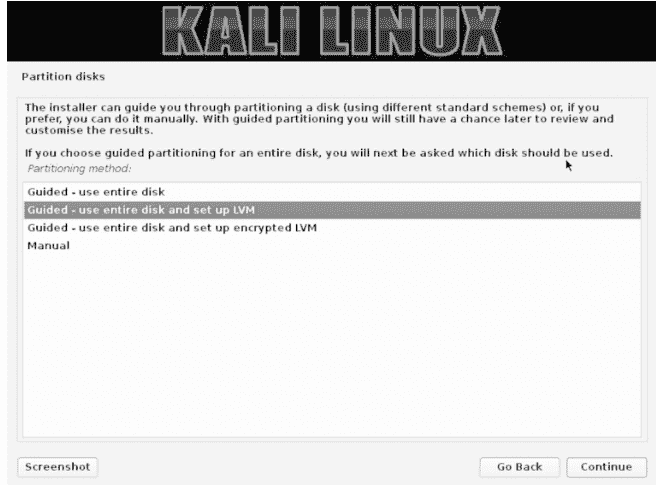 KALI LINUX
Partition disks
The installer can guide you through partitioning a disk (using different standard schemes) or, if you
prefer, you can do it manually. With guided partitioning you will still have a chance later to review and
customise the results.
If you choose guided partitioning for an entire disk, you will next be asked which disk should be used.
Partitioning method:
Guided - use entire disk
Guided - use entire disk and set up LVM
Guided - use entire disk and set up encrypted LVM
Manual
Screenshot
Go Back
Continue